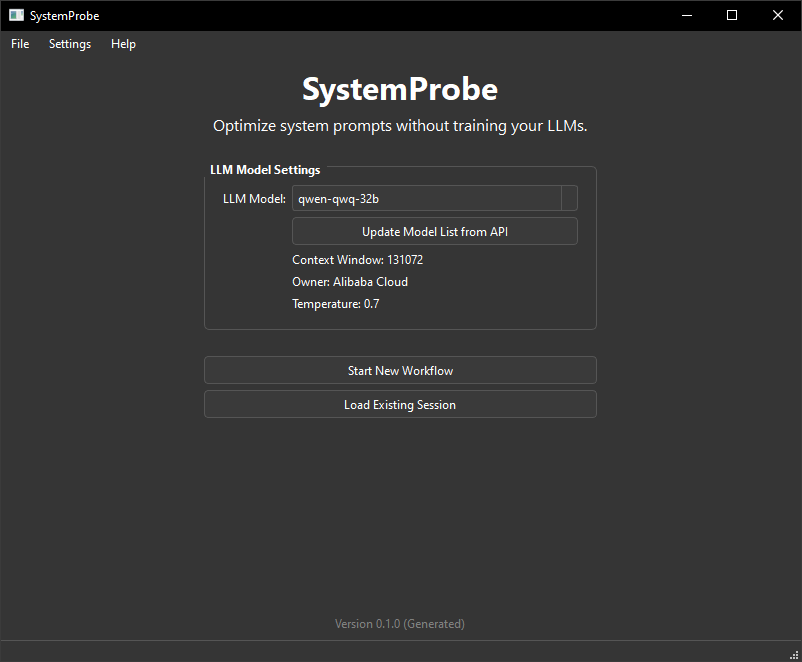 SystemProbe
File Settings Help
SystemProbe
Optimize system prompts without training your LLMs.
LLM Model Settings
LLM Model: qwen-qwq-32b
Update Model List from API
Context Window: 131072
Owner: Alibaba Cloud
Temperature: 0.7
Start New Workflow
Load Existing Session
Version 0.1.0 (Generated)